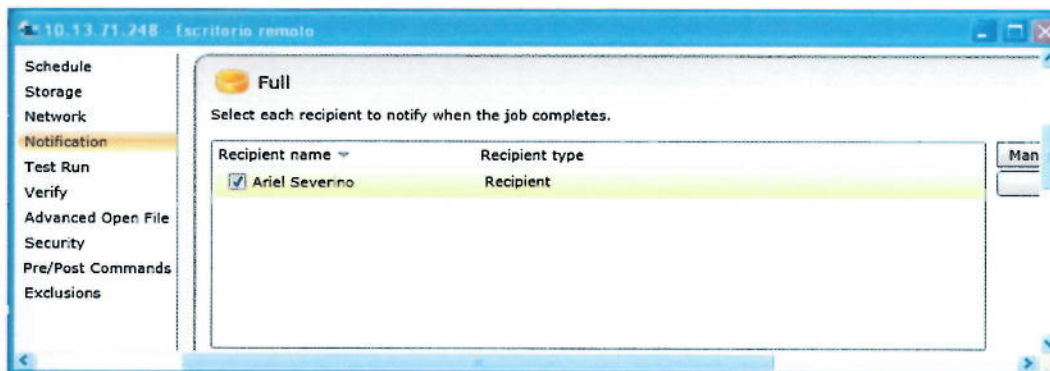 10.13.71.248 - Escritorio remoto
Schedule
Storage
Network
Notification
Test Run
Verify
Advanced Open File
Security
Pre/Post Commands
Exclusions
Full
Select each recipient to notify when the job completes.
Recipient name Recipient type
Ariel Severino Recipient
Man